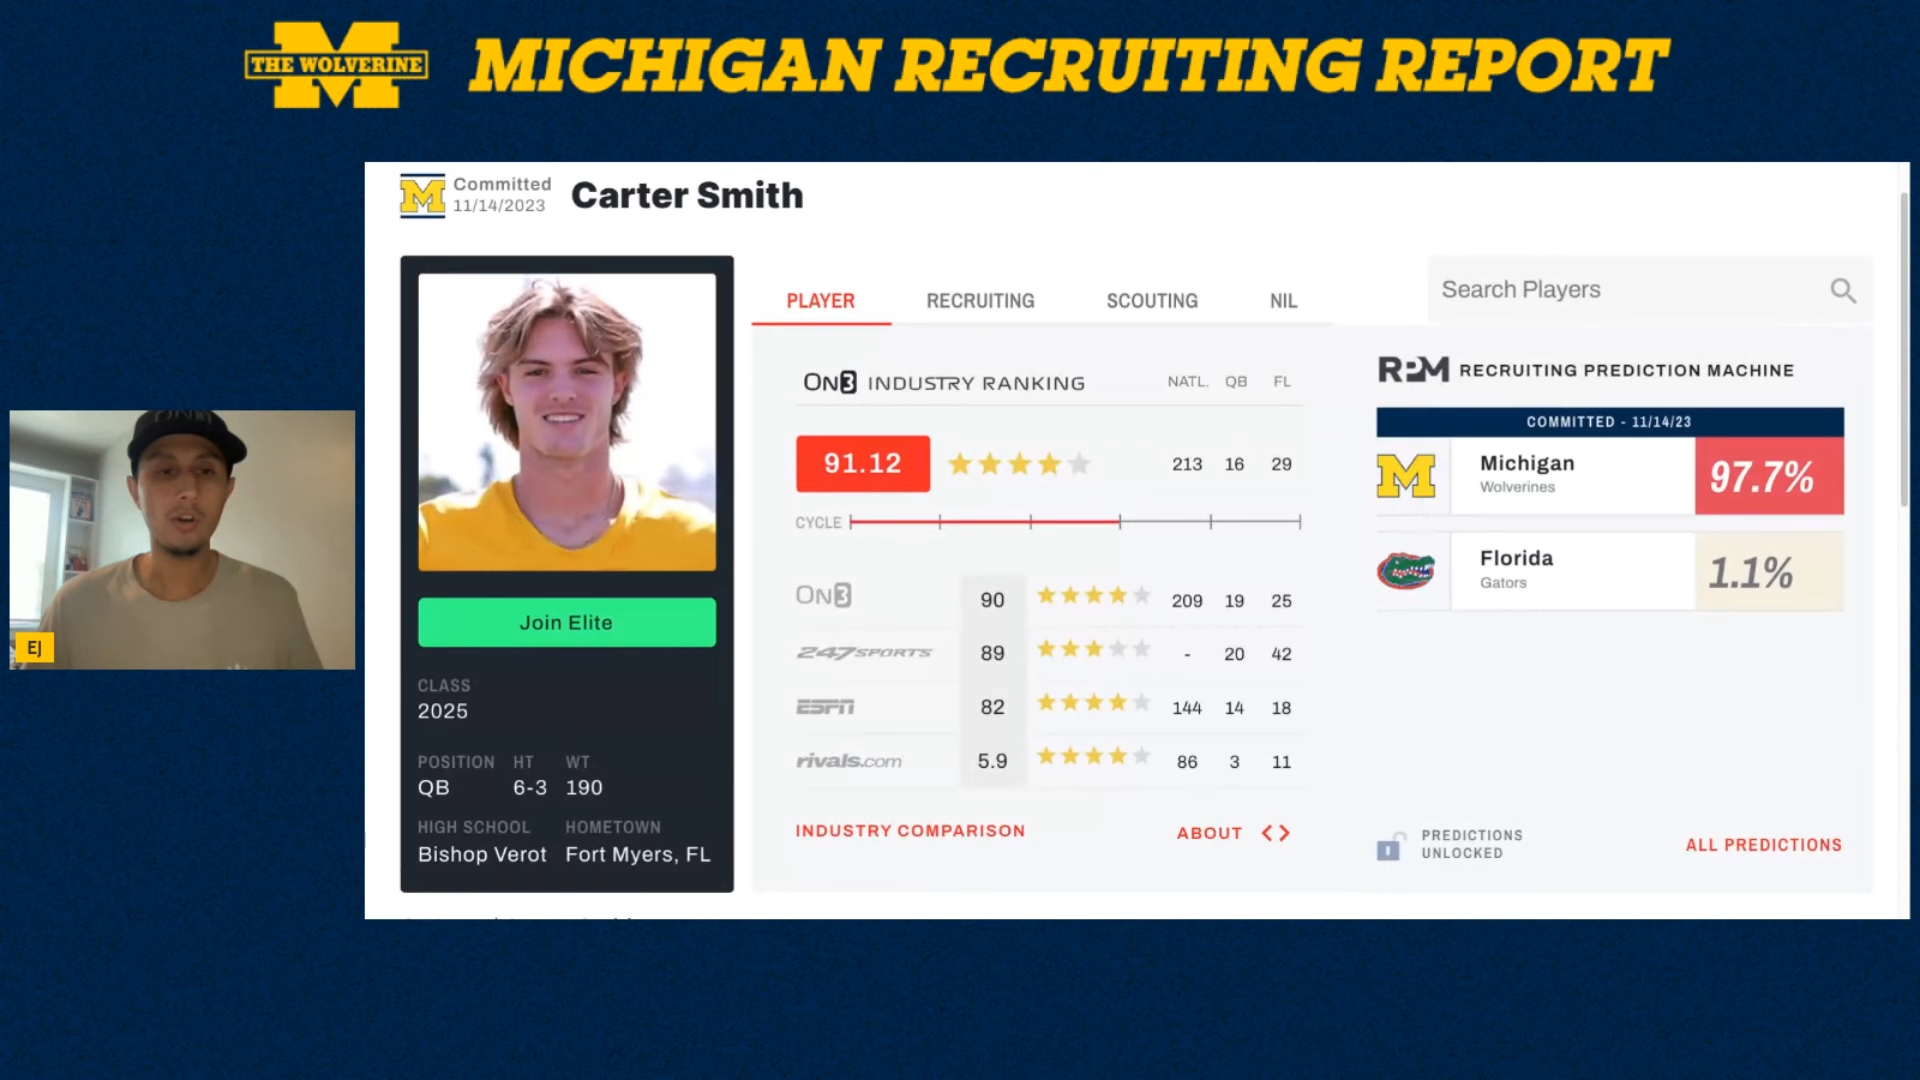 THE WOLVERINE
MICHIGAN RECRUITING REPORT
Committed
11/14/2023
Carter Smith
PLAYER RECRUITING SCOUTING NIL
Search Players
ON3 INDUSTRY RANKING NATL. QB FL
91.12 213 16 29
CYCLE
ON3 90 209 19 25
247SPORTS 89 - 20 42
ESPN 82 144 14 18
rivals.com 5.9 86 3 11
INDUSTRY COMPARISON ABOUT < >
RPM RECRUITING PREDICTION MACHINE
COMMITTED - 11/14/23
M
Michigan
Wolverines
97.7%
Florida
Gators
1.1%
PREDICTIONS
UNLOCKED
ALL PREDICTIONS
Join Elite
CLASS
2025
POSITION HT WT
QB 6-3 190
HIGH SCHOOL HOMETOWN
Bishop Verot Fort Myers, FL
ON3
EJ